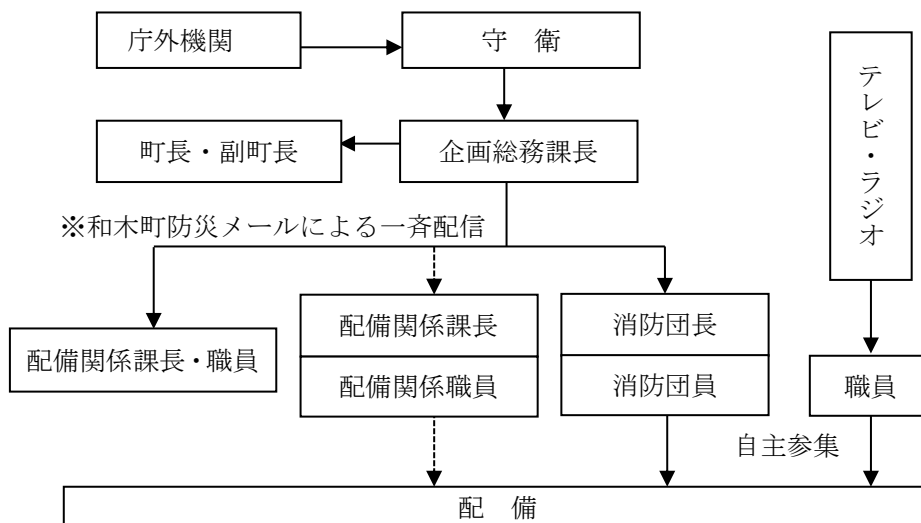 庁外機関
守　衛
町長・副町長
企画総務課長
テレビ・ラジオ
※和木町防災メールによる一斉配信
配備関係課長・職員
配備関係課長
配備関係職員
消防団長
消防団員
職員
自主参集
配　備